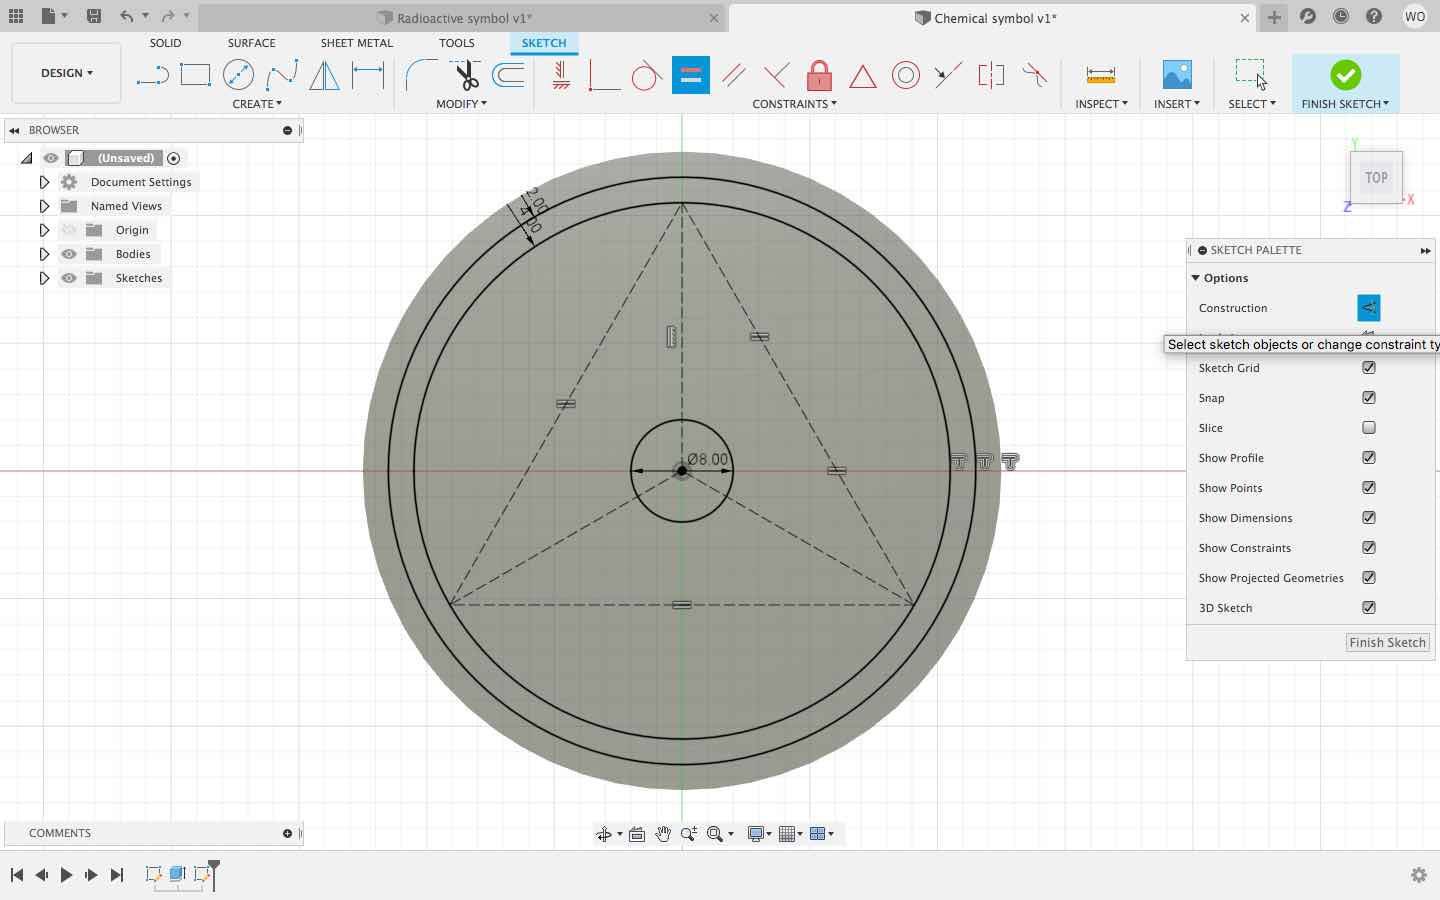 Radioactive symbol v1*
Chemical symbol v1*
WO
DESIGN
SOLID SURFACE SHEET METAL TOOLS SKETCH
CREATE MODIFY CONSTRAINTS INSPECT INSERT SELECT FINISH SKETCH
BROWSER
(Unsaved)
Document Settings
Named Views
Origin
Bodies
Sketches
2.00
4.00
Ø8.00
Y
TOP
X
Z
SKETCH PALETTE
Options
Construction
Select sketch objects or change constraint ty
Sketch Grid
Snap
Slice
Show Profile
Show Points
Show Dimensions
Show Constraints
Show Projected Geometries
3D Sketch
Finish Sketch
COMMENTS